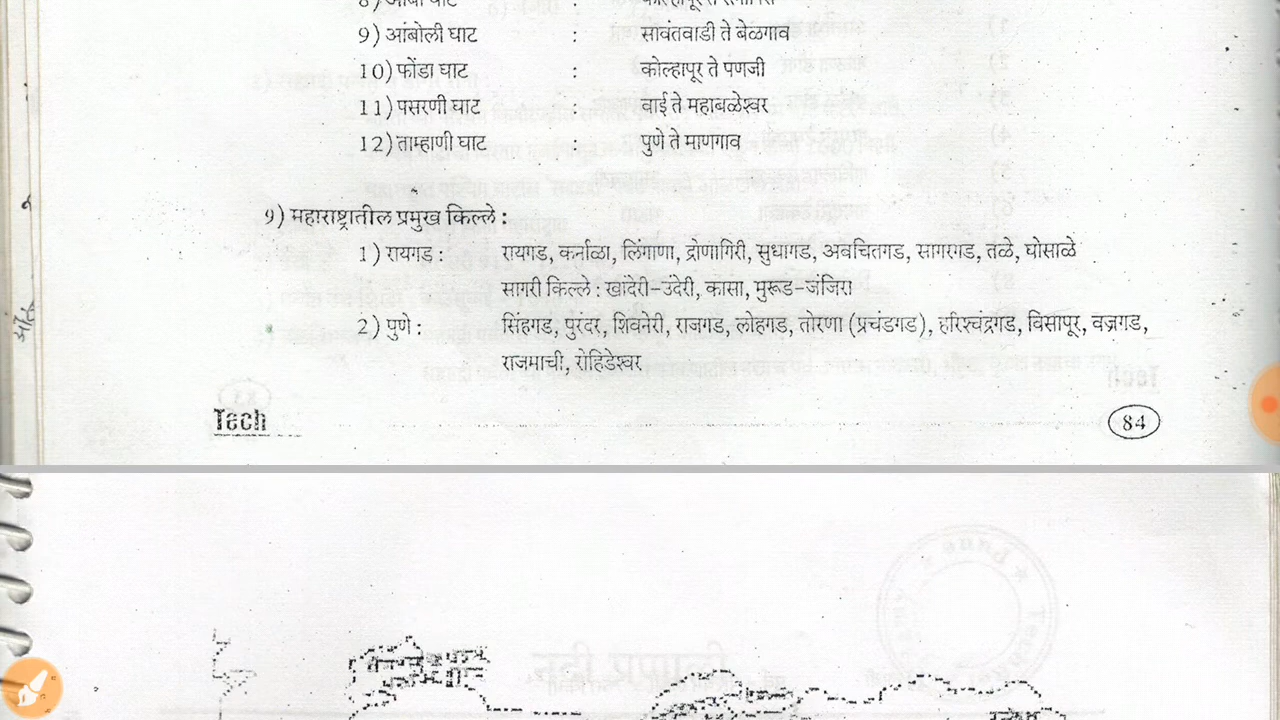 9) आंबोली घाट : सावंतवाडी ते बेळगाव
10) फोंडा घाट : कोल्हापूर ते पणजी
11) पसरणी घाट : वाई ते महाबळेश्वर
12) ताम्हाणी घाट : पुणे ते माणगाव
9) महाराष्ट्रातील प्रमुख किल्ले :
1) रायगड : रायगड, कर्नाळा, लिंगाणा, द्रोणागिरी, सुधागड, अवचितगड, सागरगड, तळे, घोसाळे
सागरी किल्ले : खांदेरी-उंदेरी, कासा, मुरूड-जंजिरा
2) पुणे : सिंहगड, पुरंदर, शिवनेरी, राजगड, लोहगड, तोरणा (प्रचंडगड), हरिश्चंद्रगड, विसापूर, वज्रगड,
राजमाची, रोहिडेश्वर
Tech 84